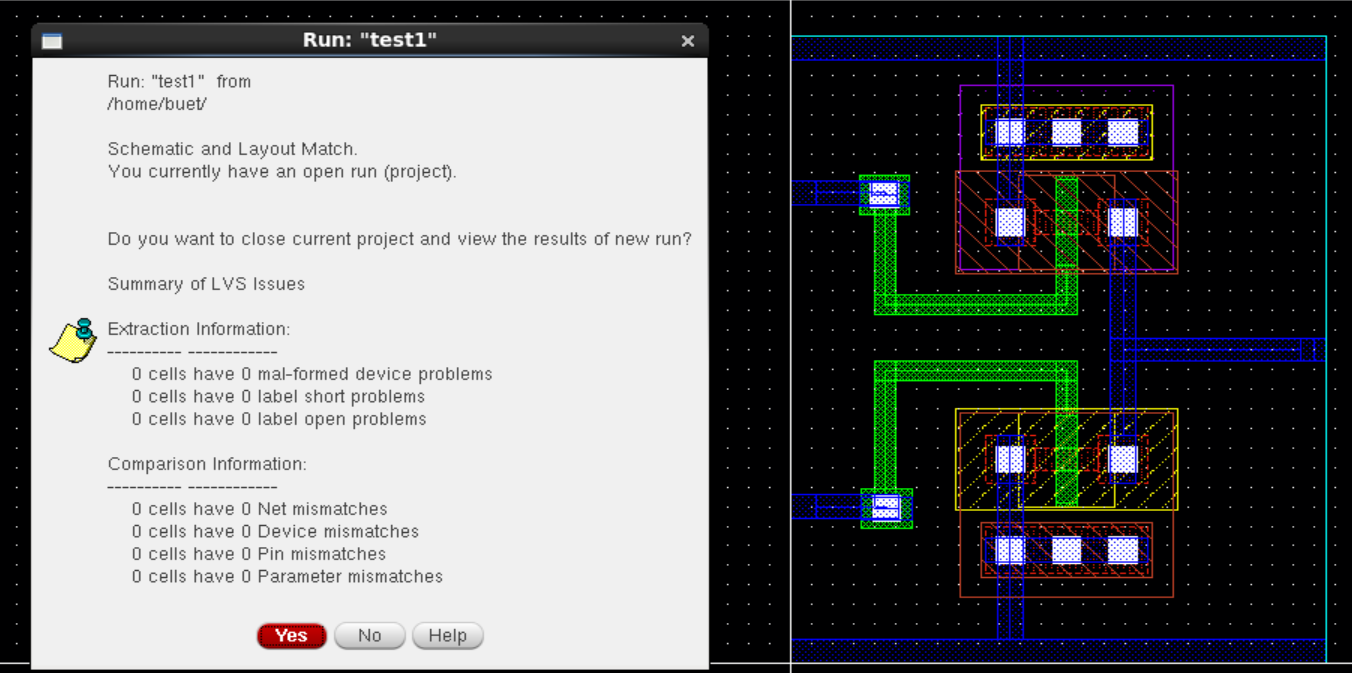 Run: "test1"
Run: "test1"  from
/home/buet/
Schematic and Layout Match.
You currently have an open run (project).
Do you want to close current project and view the results of new run?
Summary of LVS Issues
Extraction Information:
---------- ------------
0 cells have 0 mal-formed device problems
0 cells have 0 label short problems
0 cells have 0 label open problems
Comparison Information:
---------- ------------
0 cells have 0 Net mismatches
0 cells have 0 Device mismatches
0 cells have 0 Pin mismatches
0 cells have 0 Parameter mismatches
Yes No Help